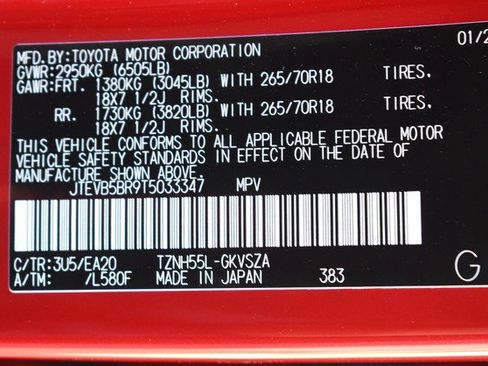 MFD.BY:TOYOTA MOTOR CORPORATION 01/2
GVWR:2950KG (6505LB)
GAWR:FRT. 1380KG (3045LB) WITH 265/70R18 TIRES,
18X7 1/2J RIMS.
RR. 1730KG (3820LB) WITH 265/70R18 TIRES,
18X7 1/2J RIMS.
THIS VEHICLE CONFORMS TO ALL APPLICABLE FEDERAL MOTOR
VEHICLE SAFETY STANDARDS IN EFFECT ON THE DATE OF
MANUFACTURE SHOWN ABOVE.
JTEVB5BR9T5033347 MPV
C/TR:3U5/EA20 TZNH55L-GKVSZA
A/TM: /L580F MADE IN JAPAN 383 G